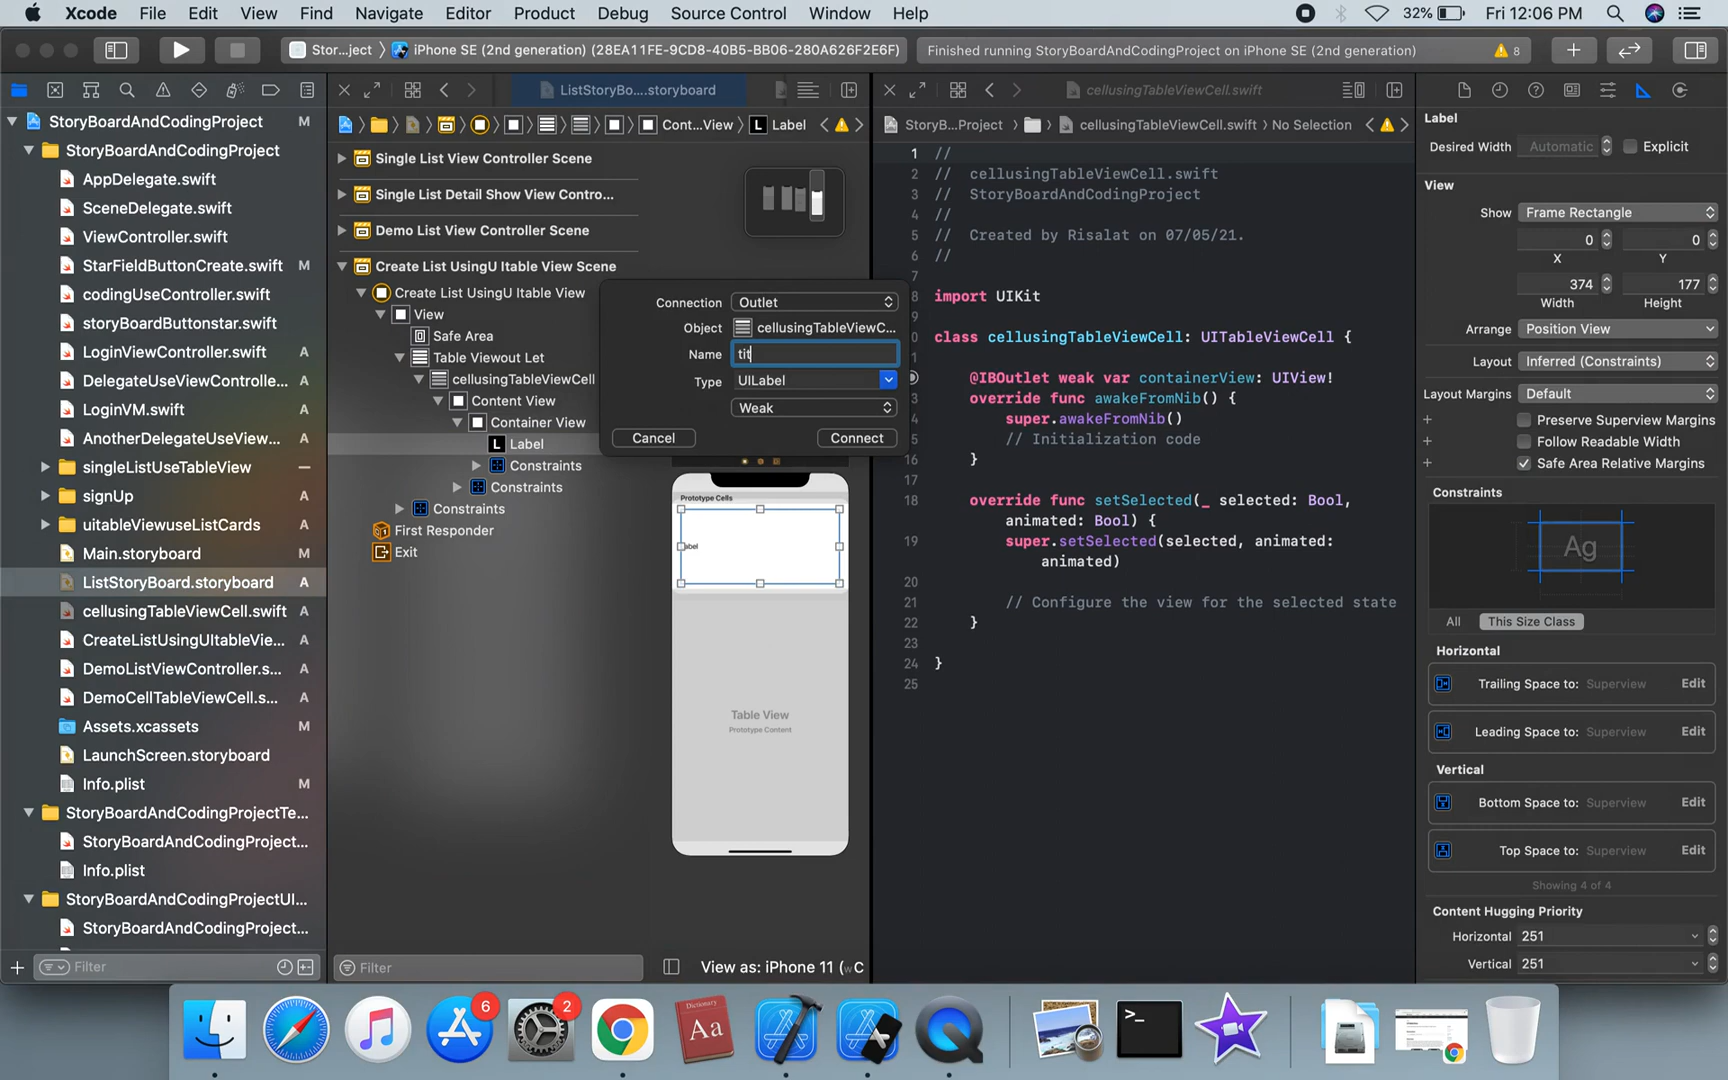 Xcode File Edit View Find Navigate Editor Product Debug Source Control Window Help 32% Fri 12:06 PM
Stor...ject 〉 iPhone SE (2nd generation) (28EA11FE-9CD8-40B5-BB06-280A626F2E6F)
Finished running StoryBoardAndCodingProject on iPhone SE (2nd generation) 8
StoryBoardAndCodingProject M
StoryBoardAndCodingProject
AppDelegate.swift
SceneDelegate.swift
ViewController.swift
StarFieldButtonCreate.swift M
codingUseController.swift
storyBoardButtonstar.swift
LoginViewController.swift A
DelegateUseViewControlle... A
LoginVM.swift A
AnotherDelegateUseView... A
singleListUseTableView –
signUp A
uitableViewuseListCards A
Main.storyboard M
ListStoryBoard.storyboard A
cellusingTableViewCell.swift A
CreateListUsingUItableVie... A
DemoListViewController.s... A
DemoCellTableViewCell.s... A
Assets.xcassets M
LaunchScreen.storyboard
Info.plist M
StoryBoardAndCodingProjectTe...
StoryBoardAndCodingProject...
Info.plist
StoryBoardAndCodingProjectUI...
StoryBoardAndCodingProject...
Filter
ListStoryBo....storyboard
Cont...View 〉 L Label
Single List View Controller Scene
Single List Detail Show View Contro...
Demo List View Controller Scene
Create List UsingU Itable View Scene
Create List UsingU Itable View
View
Safe Area
Table Viewout Let
cellusingTableViewCell
Content View
Container View
L Label
Constraints
Constraints
Constraints
First Responder
Exit
Connection Outlet
Object cellusingTableViewC...
Name tit
Type UILabel
Weak
Cancel Connect
Prototype Cells
Label
Table View
Prototype Content
Filter
View as: iPhone 11 (wC
cellusingTableViewCell.swift
StoryB...Project 〉 cellusingTableViewCell.swift 〉 No Selection
1 //
2 // cellusingTableViewCell.swift
3 // StoryBoardAndCodingProject
4 //
5 // Created by Risalat on 07/05/21.
6 //
7
8 import UIKit
9
0 class cellusingTableViewCell: UITableViewCell {
1
@IBOutlet weak var containerView: UIView!
3 override func awakeFromNib() {
4 super.awakeFromNib()
5 // Initialization code
16 }
17
18 override func setSelected(_ selected: Bool,
animated: Bool) {
19 super.setSelected(selected, animated:
animated)
20
21 // Configure the view for the selected state
22 }
23
24 }
25
Label
Desired Width Automatic Explicit
View
Show Frame Rectangle
0 0
X Y
374 177
Width Height
Arrange Position View
Layout Inferred (Constraints)
Layout Margins Default
Preserve Superview Margins
Follow Readable Width
Safe Area Relative Margins
Constraints
Ag
All This Size Class
Horizontal
Trailing Space to: Superview Edit
Leading Space to: Superview Edit
Vertical
Bottom Space to: Superview Edit
Top Space to: Superview Edit
Showing 4 of 4
Content Hugging Priority
Horizontal 251
Vertical 251
6
2
Dictionary
Aa
>_